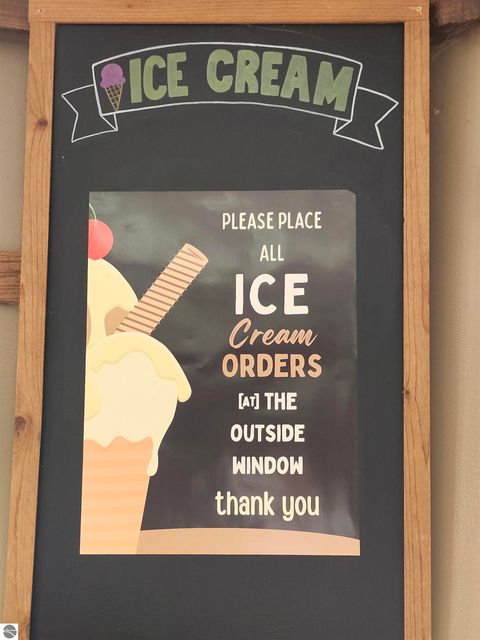 ICE CREAM
PLEASE PLACE
ALL
ICE
Cream
ORDERS
[AT] THE
OUTSIDE
WINDOW
thank you